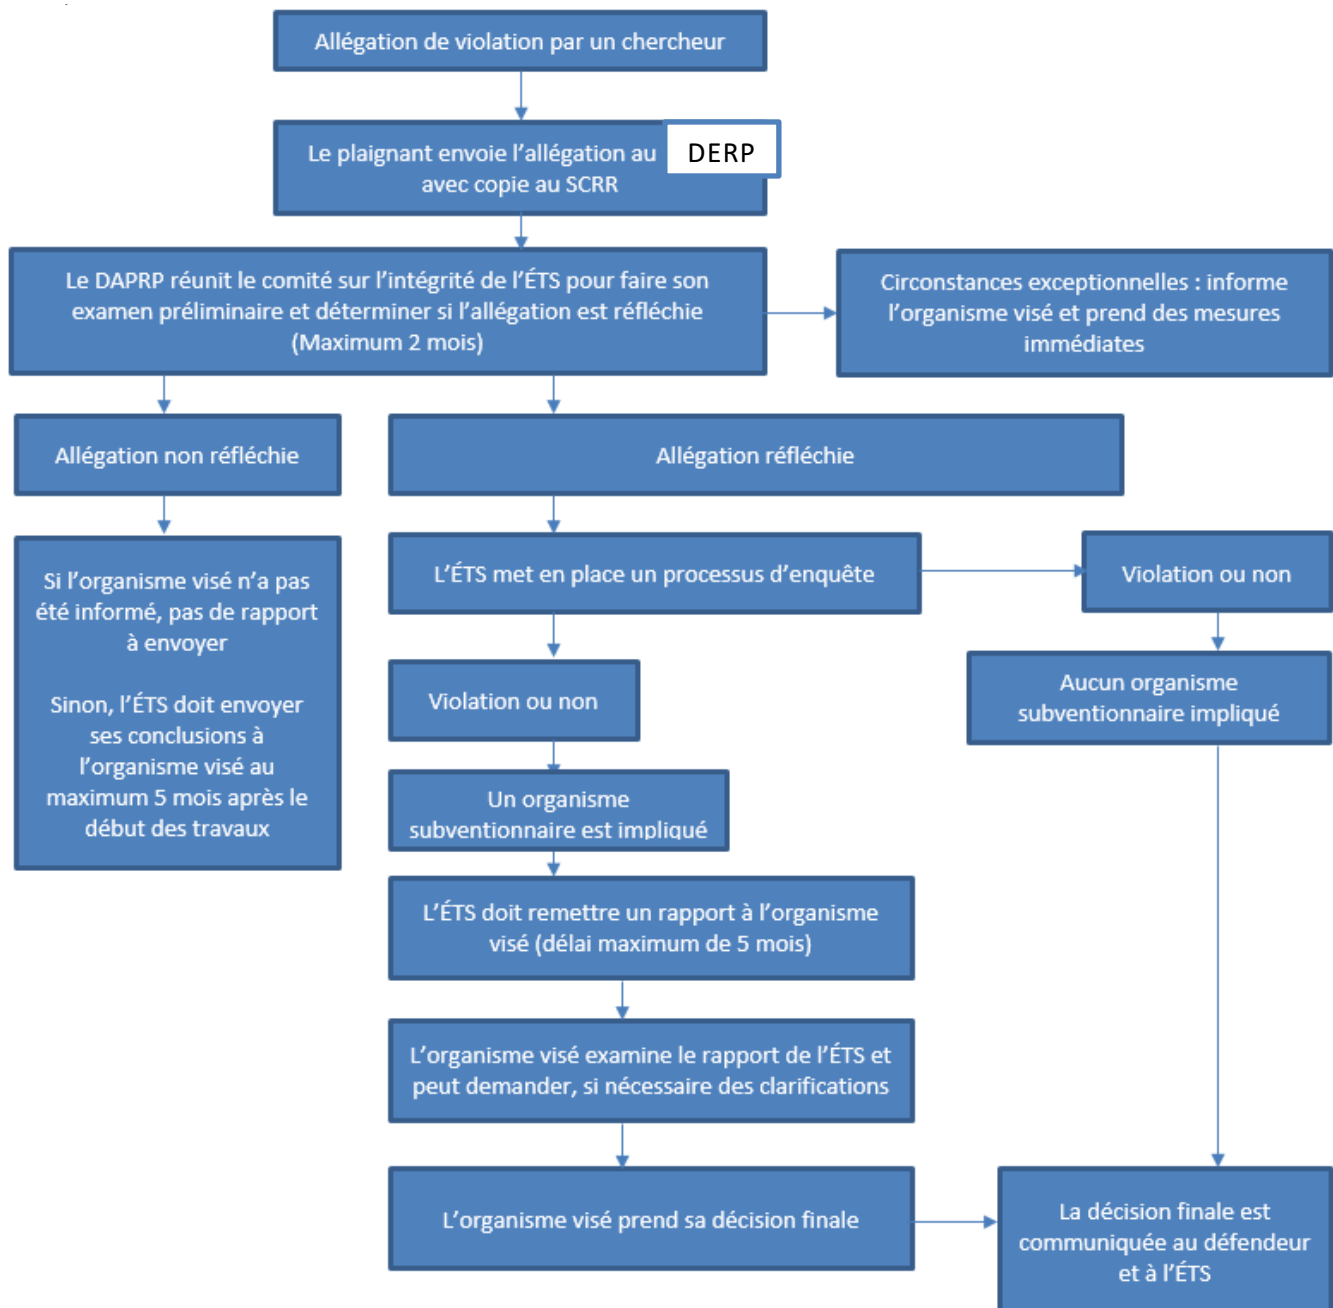 Allégation de violation par un chercheur
Le plaignant envoie l’allégation au DERP
avec copie au SCRR
Le DAPRP réunit le comité sur l’intégrité de l’ÉTS pour faire son
examen préliminaire et déterminer si l’allégation est réfléchie
(Maximum 2 mois)
Circonstances exceptionnelles : informe
l’organisme visé et prend des mesures
immédiates
Allégation non réfléchie
Allégation réfléchie
Si l’organisme visé n’a pas
été informé, pas de rapport
à envoyer
Sinon, l’ÉTS doit envoyer
ses conclusions à
l’organisme visé au
maximum 5 mois après le
début des travaux
L’ÉTS met en place un processus d’enquête
Violation ou non
Violation ou non
Aucun organisme
subventionnaire impliqué
Un organisme
subventionnaire est impliqué
L’ÉTS doit remettre un rapport à l’organisme
visé (délai maximum de 5 mois)
L’organisme visé examine le rapport de l’ÉTS et
peut demander, si nécessaire des clarifications
L’organisme visé prend sa décision finale
La décision finale est
communiquée au défendeur
et à l’ÉTS